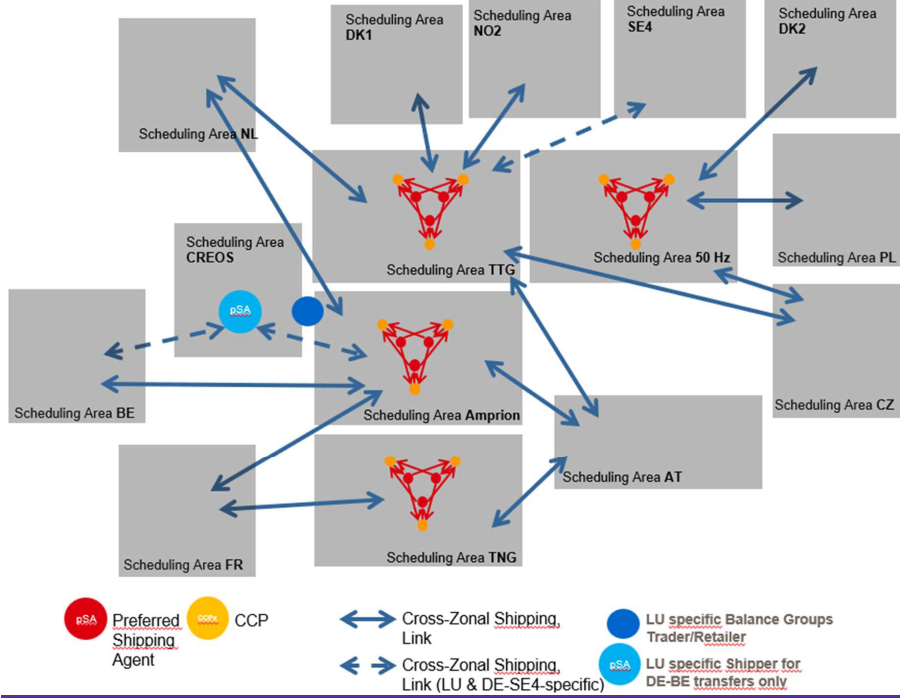 Scheduling Area
DK1
Scheduling Area
NO2
Scheduling Area
SE4
Scheduling Area
DK2
Scheduling Area NL
Scheduling Area
CREOS
Scheduling Area TTG
Scheduling Area 50 Hz
Scheduling Area PL
pSA
Scheduling Area BE
Scheduling Area Amprion
Scheduling Area CZ
Scheduling Area AT
Scheduling Area FR
Scheduling Area TNG
pSA
Preferred
Shipping
Agent
CCPx
CCP
Cross-Zonal Shipping,
Link
Cross-Zonal Shipping,
Link (LU & DE-SE4-specific)
LU specific Balance Groups
Trader/Retailer
pSA
LU specific Shipper for
DE-BE transfers only